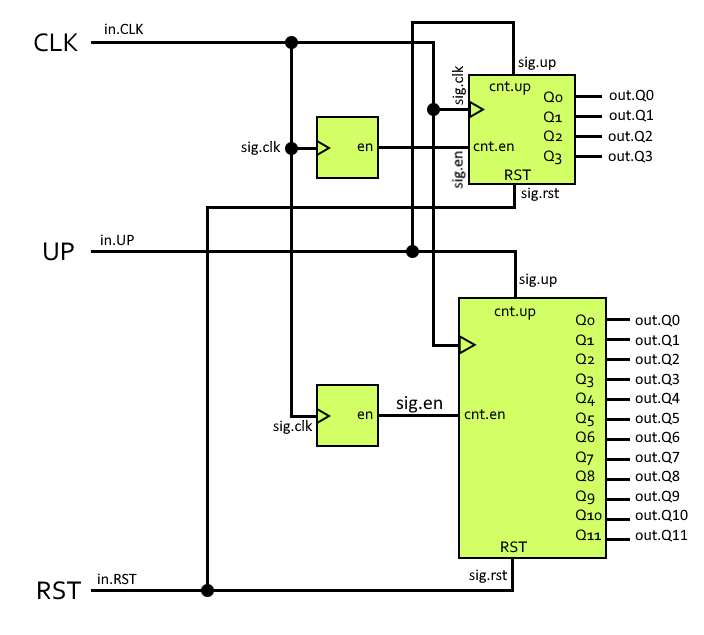 in.CLK
CLK
sig.up
sig.clk
cnt.up
Q0
out.Q0
Q1
out.Q1
Q2
out.Q2
Q3
out.Q3
sig.clk
en
cnt.en
sig.en
RST
sig.rst
in.UP
UP
sig.up
cnt.up
Q0
out.Q0
Q1
out.Q1
Q2
out.Q2
Q3
out.Q3
Q4
out.Q4
Q5
out.Q5
Q6
out.Q6
Q7
out.Q7
Q8
out.Q8
Q9
out.Q9
Q10
out.Q10
Q11
out.Q11
sig.en
en
cnt.en
sig.clk
RST
sig.rst
in.RST
RST